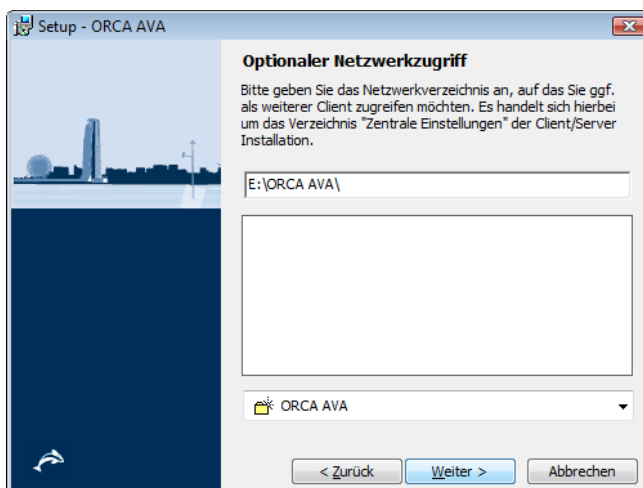 Setup - ORCA AVA
Optionaler Netzwerkzugriff
Bitte geben Sie das Netzwerkverzeichnis an, auf das Sie ggf.
als weiterer Client zugreifen möchten. Es handelt sich hierbei
um das Verzeichnis "Zentrale Einstellungen" der Client/Server
Installation.
E:\ORCA AVA\
ORCA AVA
< Zurück
Weiter >
Abbrechen